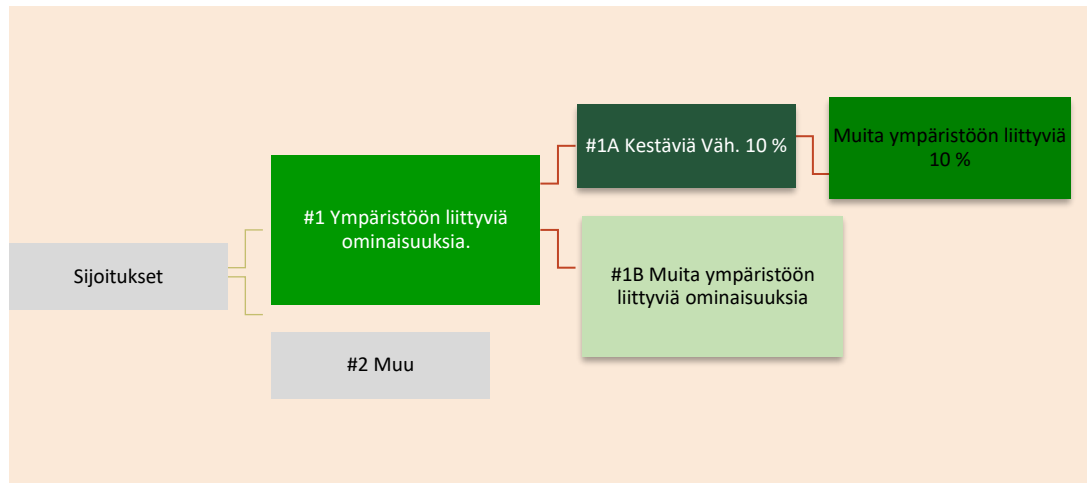 Sijoitukset
#1 Ympäristöön liittyviä
ominaisuuksia.
#2 Muu
#1A Kestäviä Väh. 10 %
#1B Muita ympäristöön
liittyviä ominaisuuksia
Muita ympäristöön liittyviä
10 %